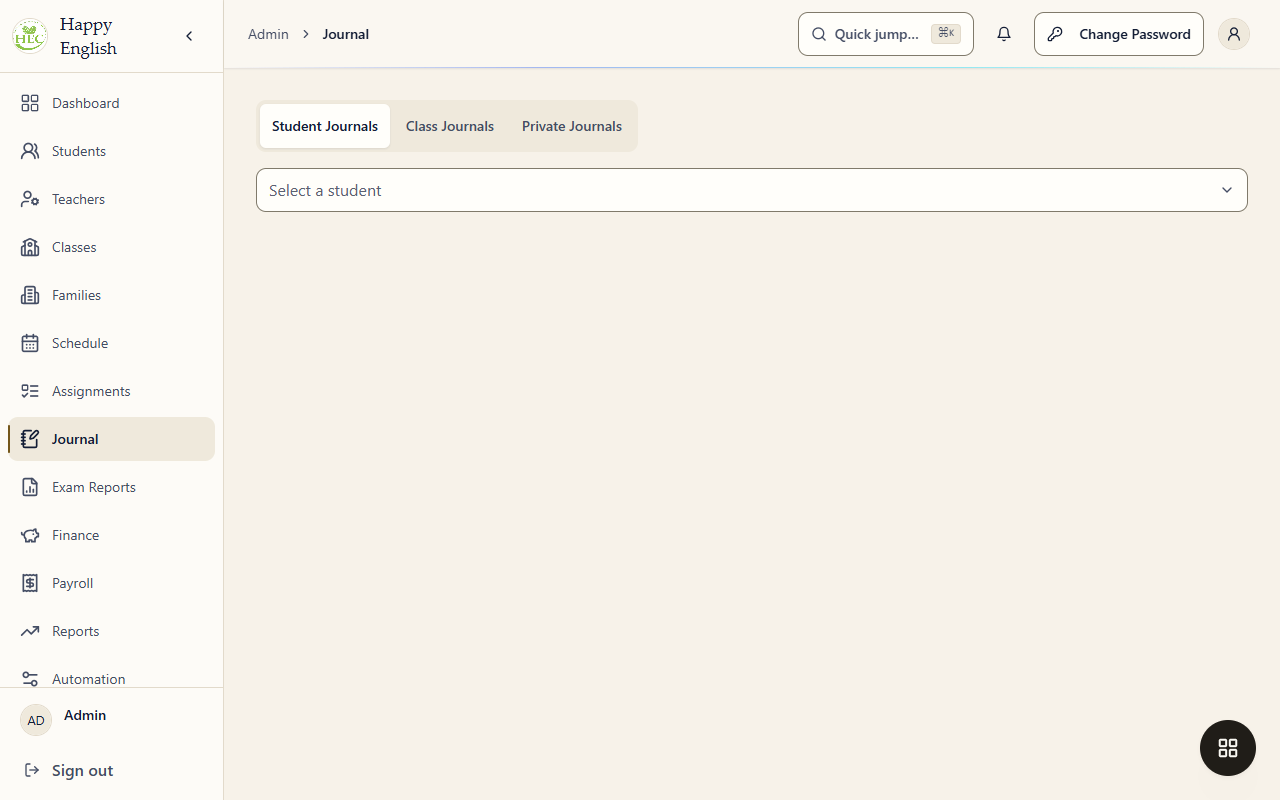 HEC
Happy
English
Admin
Journal
Quick jump...
⌘K
Change Password
Dashboard
Students
Teachers
Classes
Families
Schedule
Assignments
Journal
Exam Reports
Finance
Payroll
Reports
Automation
AD
Admin
Sign out
Student Journals
Class Journals
Private Journals
Select a student